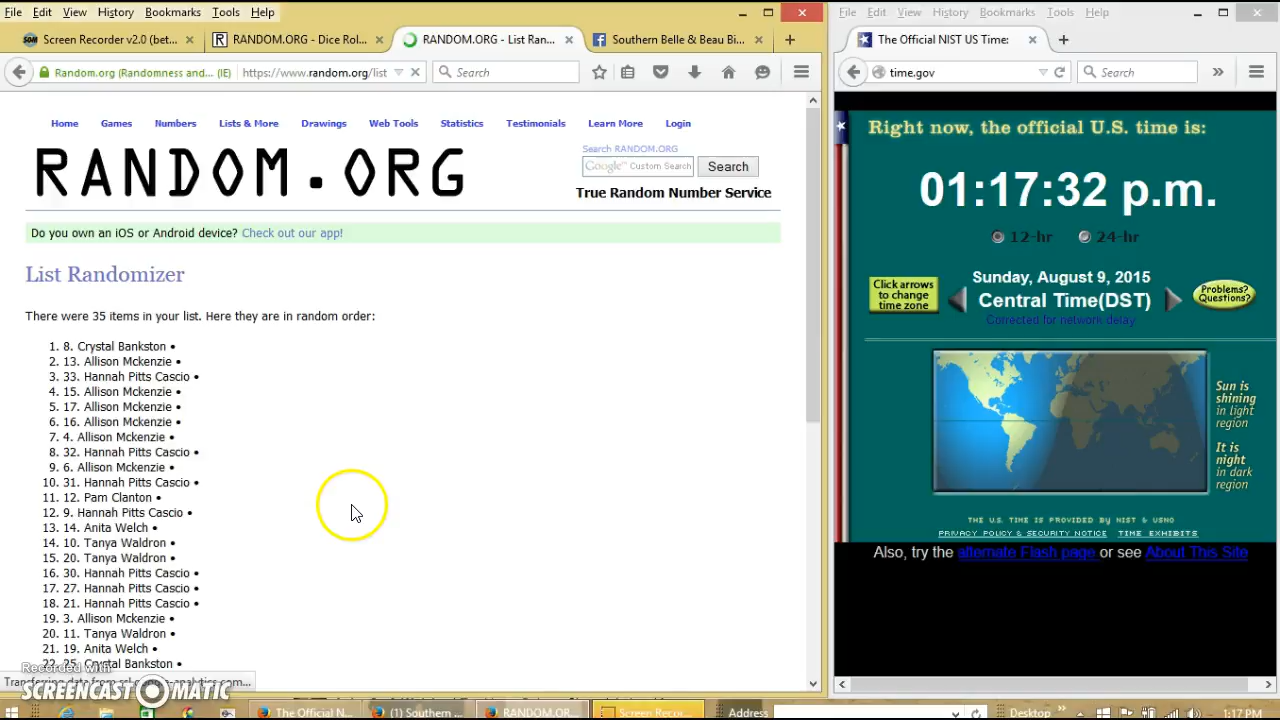 File Edit View History Bookmarks Tools Help
Screen Recorder v2.0 (bet...
RANDOM.ORG - Dice Rol...
RANDOM.ORG - List Ran...
Southern Belle & Beau Bi...
Random.org (Randomness and... (IE)
https://www.random.org/list
Search
Home Games Numbers Lists & More Drawings Web Tools Statistics Testimonials Learn More Login
RANDOM.ORG
Search RANDOM.ORG
Google™ Custom Search
Search
True Random Number Service
Do you own an iOS or Android device? Check out our app!
List Randomizer
There were 35 items in your list. Here they are in random order:
1. 8. Crystal Bankston •
2. 13. Allison Mckenzie •
3. 33. Hannah Pitts Cascio •
4. 15. Allison Mckenzie •
5. 17. Allison Mckenzie •
6. 16. Allison Mckenzie •
7. 4. Allison Mckenzie •
8. 32. Hannah Pitts Cascio •
9. 6. Allison Mckenzie •
10. 31. Hannah Pitts Cascio •
11. 12. Pam Clanton •
12. 9. Hannah Pitts Cascio •
13. 14. Anita Welch •
14. 10. Tanya Waldron •
15. 20. Tanya Waldron •
16. 30. Hannah Pitts Cascio •
17. 27. Hannah Pitts Cascio •
18. 21. Hannah Pitts Cascio •
19. 3. Allison Mckenzie •
20. 11. Tanya Waldron •
21. 19. Anita Welch •
22. 25. Crystal Bankston •
Recorded with
SCREENCAST MATIC
File Edit View History Bookmarks Tools Help
The Official NIST US Time:
time.gov
Search
Right now, the official U.S. time is:
01:17:32 p.m.
12-hr 24-hr
Click arrows to change time zone
Sunday, August 9, 2015
Central Time(DST)
Corrected for network delay
Problems? Questions?
Sun is shining in light region
It is night in dark region
THE U.S. TIME IS PROVIDED BY NIST & USNO
PRIVACY POLICY & SECURITY NOTICE TIME EXHIBITS
Also, try the alternate Flash page or see About This Site
The Official N...
(1) Southern ...
RANDOM.OR...
Screen Recor...
Address
Desktop
1:17 PM